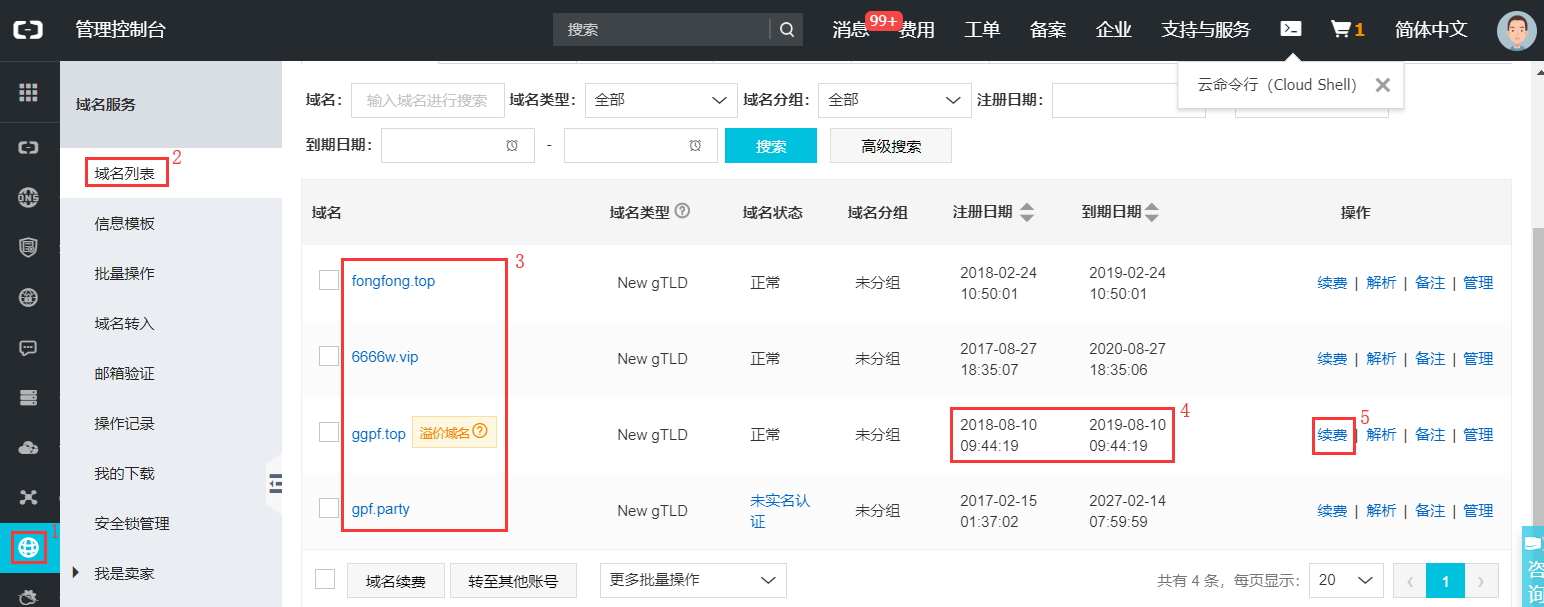 管理控制台
搜索
消息 99+ 费用 工单 备案 企业 支持与服务 1 简体中文
云命令行（Cloud Shell）
域名服务
域名列表 2
信息模板
批量操作
域名转入
邮箱验证
操作记录
我的下载
安全锁管理
我是卖家
DNS
1
域名： 输入域名进行搜索 域名类型： 全部 域名分组： 全部 注册日期：
到期日期： - 搜索 高级搜索
域名 域名类型 ? 域名状态 域名分组 注册日期 到期日期 操作
3
fongfong.top New gTLD 正常 未分组 2018-02-24 10:50:01 2019-02-24 10:50:01 续费 | 解析 | 备注 | 管理
6666w.vip New gTLD 正常 未分组 2017-08-27 18:35:07 2020-08-27 18:35:06 续费 | 解析 | 备注 | 管理
4
5
ggpf.top 溢价域名 ? New gTLD 正常 未分组 2018-08-10 09:44:19 2019-08-10 09:44:19 续费 | 解析 | 备注 | 管理
gpf.party New gTLD 未实名认证 未分组 2017-02-15 01:37:02 2027-02-14 07:59:59 续费 | 解析 | 备注 | 管理
域名续费 转至其他账号 更多批量操作 共有 4 条，每页显示： 20 ‹ 1 ›
咨
询